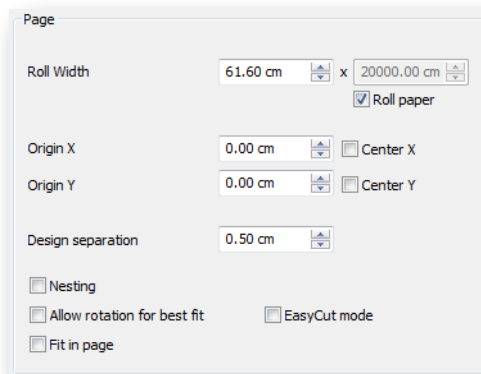 Page
Roll Width 61.60 cm x 20000.00 cm
Roll paper
Origin X 0.00 cm Center X
Origin Y 0.00 cm Center Y
Design separation 0.50 cm
Nesting
Allow rotation for best fit EasyCut mode
Fit in page